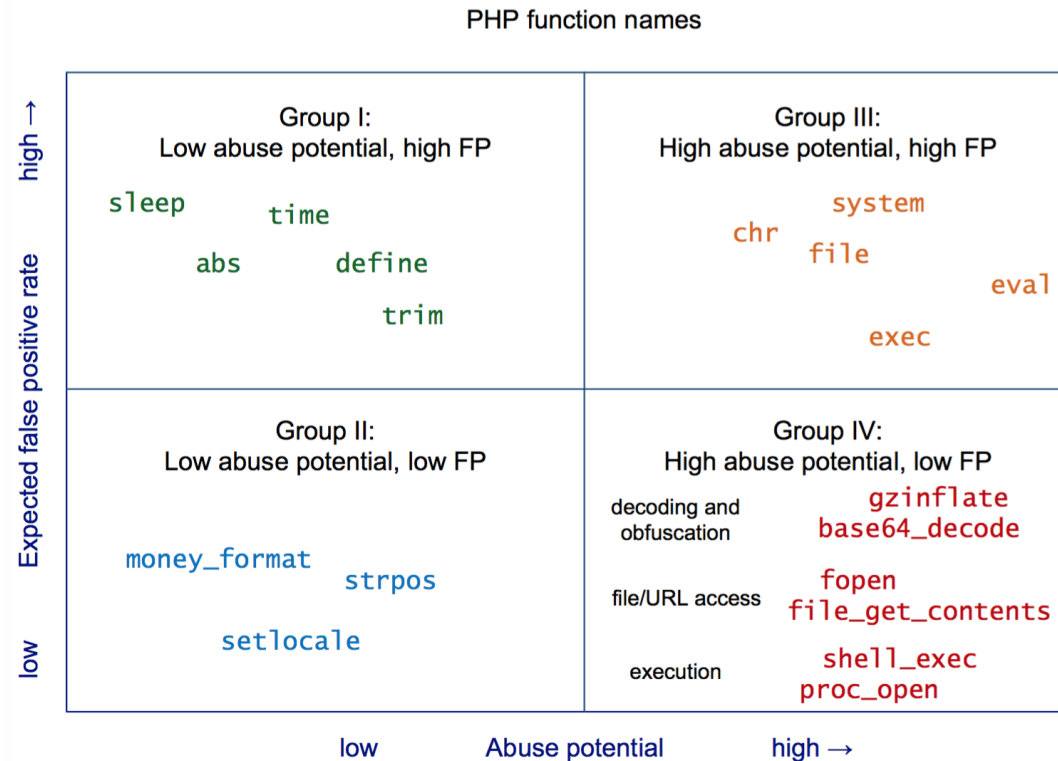 PHP function names
Group I:
Low abuse potential, high FP
sleep
time
abs
define
trim
Group III:
High abuse potential, high FP
system
chr
file
eval
exec
Group II:
Low abuse potential, low FP
money_format
strpos
setlocale
Group IV:
High abuse potential, low FP
decoding and
obfuscation
gzinflate
base64_decode
file/URL access
fopen
file_get_contents
execution
shell_exec
proc_open
low
Expected false positive rate
high →
low
Abuse potential
high →